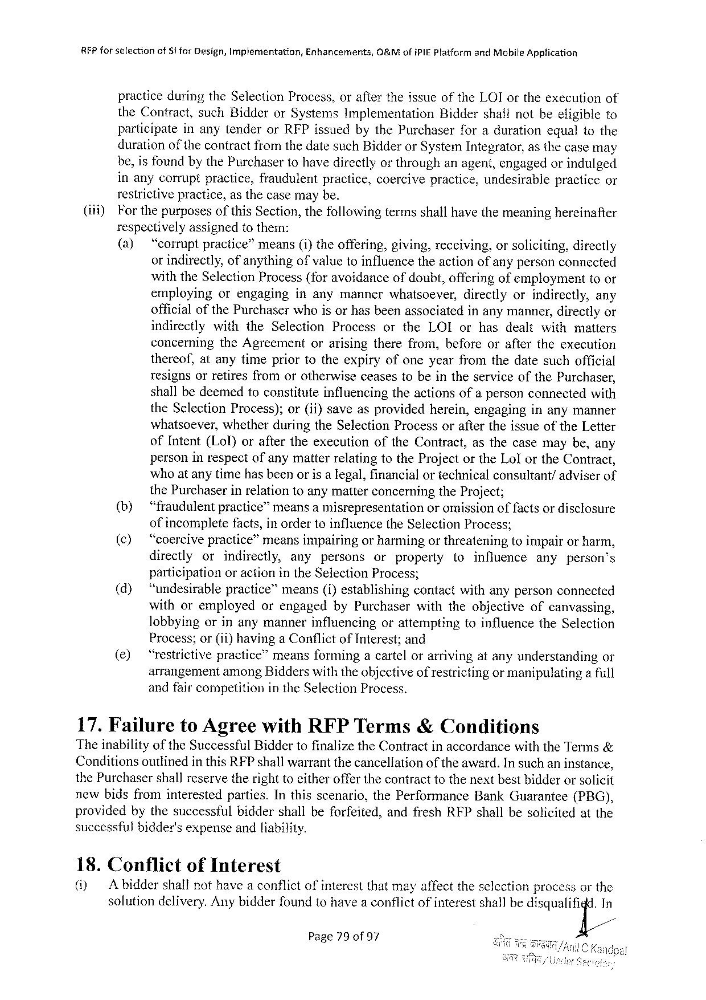 RFP for selection of SI for Design, Implementation, Enhancements, O&M of iPIE Platform and Mobile Application
practice during the Selection Process, or after the issue of the LOI or the execution of
the Contract, such Bidder or Systems Implementation Bidder shall not be eligible to
participate in any tender or RFP issued by the Purchaser for a duration equal to the
duration of the contract from the date such Bidder or System Integrator, as the case may
be, is found by the Purchaser to have directly or through an agent, engaged or indulged
in any corrupt practice, fraudulent practice, coercive practice, undesirable practice or
restrictive practice, as the case may be.
(iii) For the purposes of this Section, the following terms shall have the meaning hereinafter
respectively assigned to them:
(a) “corrupt practice” means (i) the offering, giving, receiving, or soliciting, directly
or indirectly, of anything of value to influence the action of any person connected
with the Selection Process (for avoidance of doubt, offering of employment to or
employing or engaging in any manner whatsoever, directly or indirectly, any
official of the Purchaser who is or has been associated in any manner, directly or
indirectly with the Selection Process or the LOI or has dealt with matters
concerning the Agreement or arising there from, before or after the execution
thereof, at any time prior to the expiry of one year from the date such official
resigns or retires from or otherwise ceases to be in the service of the Purchaser,
shall be deemed to constitute influencing the actions of a person connected with
the Selection Process); or (ii) save as provided herein, engaging in any manner
whatsoever, whether during the Selection Process or after the issue of the Letter
of Intent (LoI) or after the execution of the Contract, as the case may be, any
person in respect of any matter relating to the Project or the LoI or the Contract,
who at any time has been or is a legal, financial or technical consultant/ adviser of
the Purchaser in relation to any matter concerning the Project;
(b) “fraudulent practice” means a misrepresentation or omission of facts or disclosure
of incomplete facts, in order to influence the Selection Process;
(c) “coercive practice” means impairing or harming or threatening to impair or harm,
directly or indirectly, any persons or property to influence any person's
participation or action in the Selection Process;
(d) “undesirable practice” means (i) establishing contact with any person connected
with or employed or engaged by Purchaser with the objective of canvassing,
lobbying or in any manner influencing or attempting to influence the Selection
Process; or (ii) having a Conflict of Interest; and
(e) “restrictive practice” means forming a cartel or arriving at any understanding or
arrangement among Bidders with the objective of restricting or manipulating a full
and fair competition in the Selection Process.
17. Failure to Agree with RFP Terms & Conditions
The inability of the Successful Bidder to finalize the Contract in accordance with the Terms &
Conditions outlined in this RFP shall warrant the cancellation of the award. In such an instance,
the Purchaser shall reserve the right to either offer the contract to the next best bidder or solicit
new bids from interested parties. In this scenario, the Performance Bank Guarantee (PBG),
provided by the successful bidder shall be forfeited, and fresh RFP shall be solicited at the
successful bidder's expense and liability.
18. Conflict of Interest
(i) A bidder shall not have a conflict of interest that may affect the selection process or the
solution delivery. Any bidder found to have a conflict of interest shall be disqualified. In
Page 79 of 97
चन्द्र काण्डपाल/Anil C Kandpal
अवर सचिव/Under Secretary